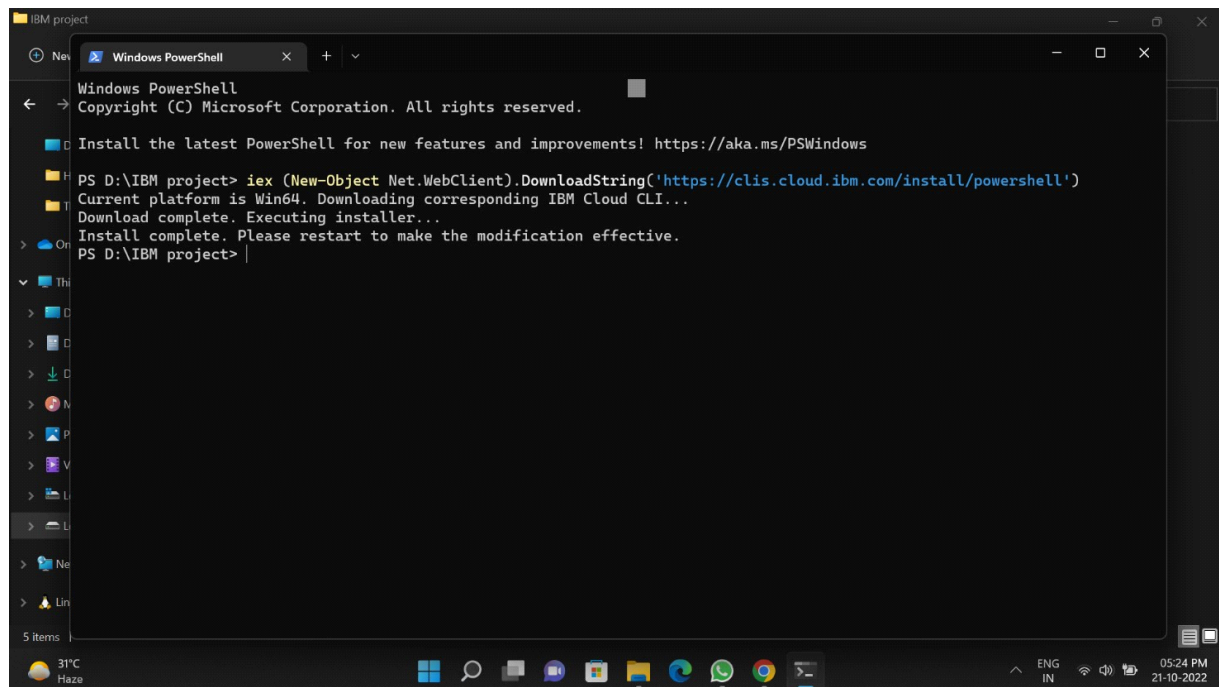 IBM project
Windows PowerShell
Windows PowerShell
Copyright (C) Microsoft Corporation. All rights reserved.
Install the latest PowerShell for new features and improvements! https://aka.ms/PSWindows
PS D:\IBM project> iex (New-Object Net.WebClient).DownloadString('https://clis.cloud.ibm.com/install/powershell')
Current platform is Win64. Downloading corresponding IBM Cloud CLI...
Download complete. Executing installer...
Install complete. Please restart to make the modification effective.
PS D:\IBM project>
5 items
31°C
Haze
ENG
IN
05:24 PM
21-10-2022